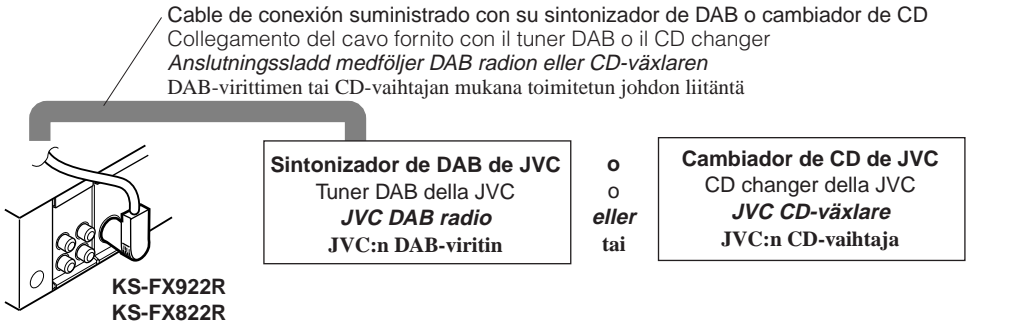 Cable de conexión suministrado con su sintonizador de DAB o cambiador de CD
Collegamento del cavo fornito con il tuner DAB o il CD changer
Anslutningssladd medföljer DAB radion eller CD-växlaren
DAB-virittimen tai CD-vaihtajan mukana toimitetun johdon liitäntä
Sintonizador de DAB de JVC
Tuner DAB della JVC
JVC DAB radio
JVC:n DAB-viritin
o
o
eller
tai
Cambiador de CD de JVC
CD changer della JVC
JVC CD-växlare
JVC:n CD-vaihtaja
KS-FX922R
KS-FX822R